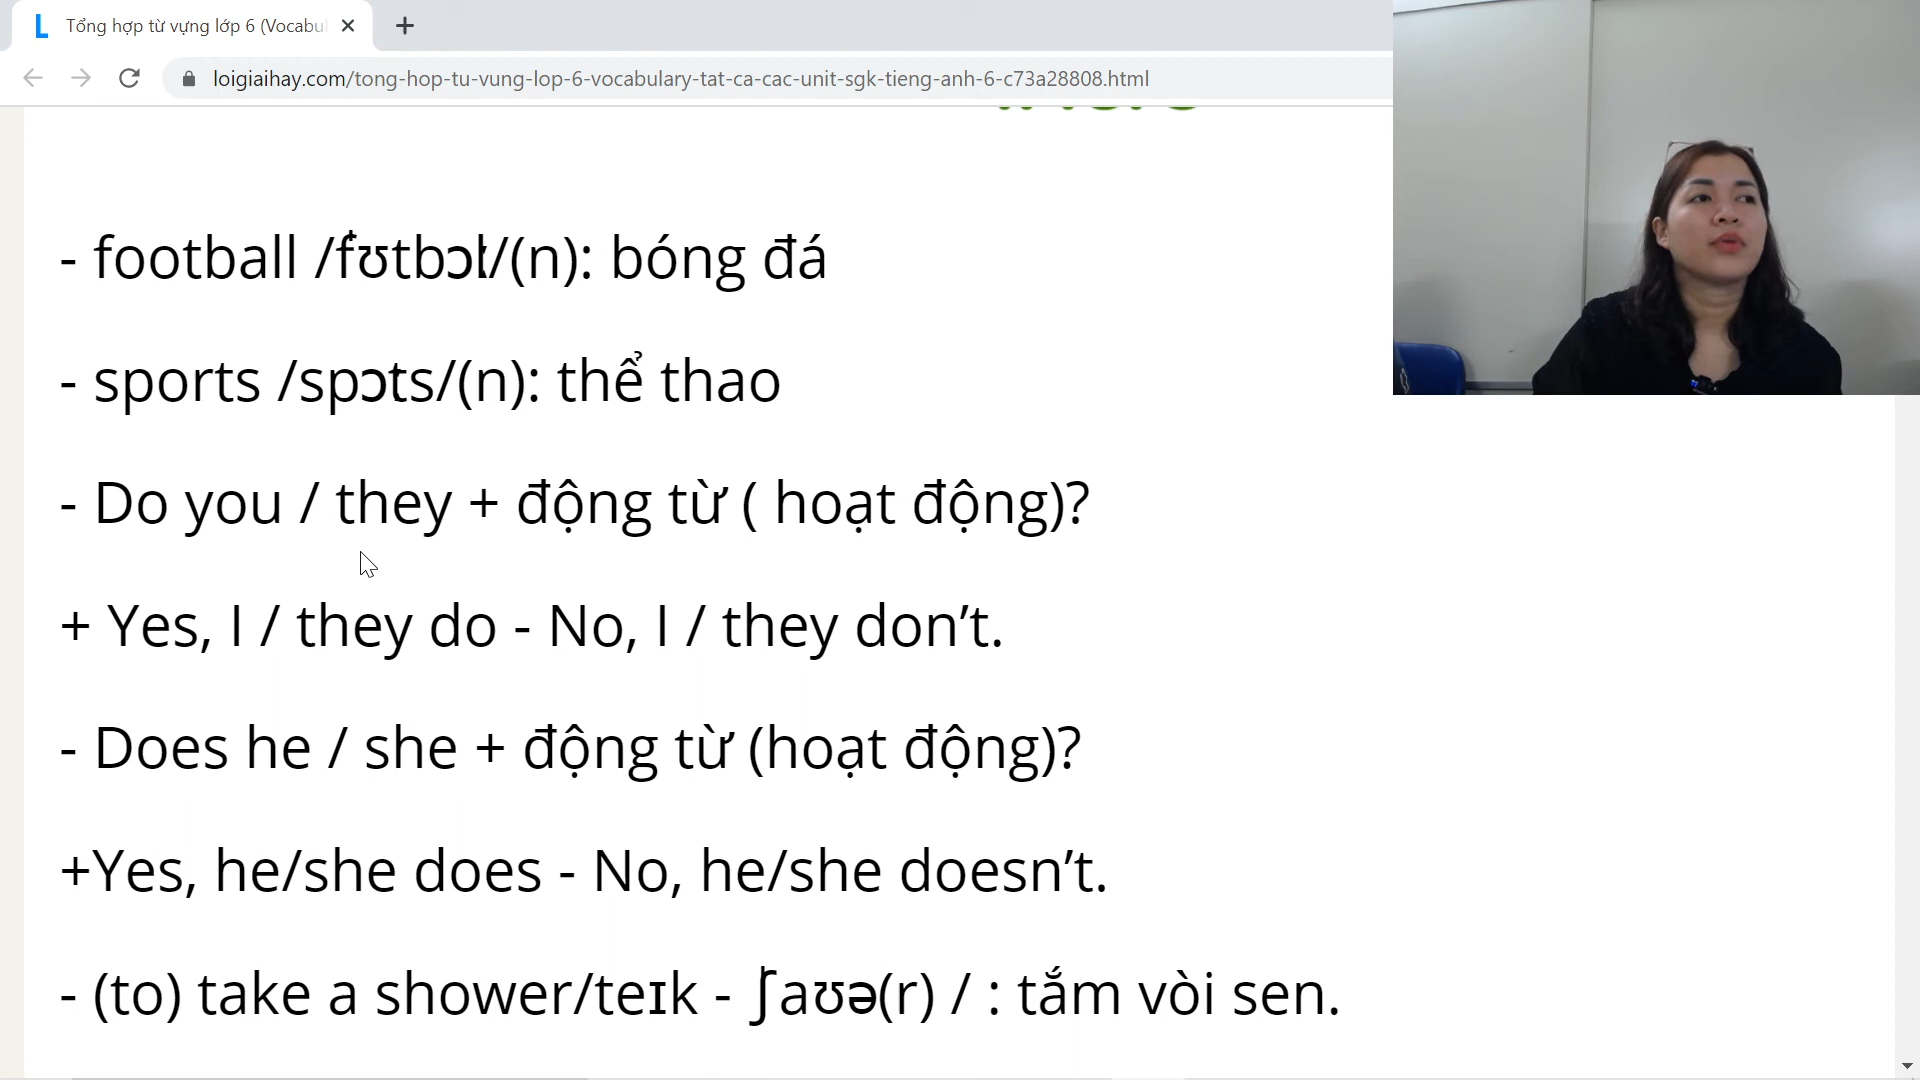 Tổng hợp từ vựng lớp 6 (Vocabul
loigiaihay.com/tong-hop-tu-vung-lop-6-vocabulary-tat-ca-cac-unit-sgk-tieng-anh-6-c73a28808.html
- football /ˈfʊtbɔːl/(n): bóng đá
- sports /spɔːts/(n): thể thao
- Do you / they + động từ ( hoạt động)?
+ Yes, I / they do - No, I / they don’t.
- Does he / she + động từ (hoạt động)?
+Yes, he/she does - No, he/she doesn’t.
- (to) take a shower/teɪk - ˈʃaʊə(r) / : tắm vòi sen.